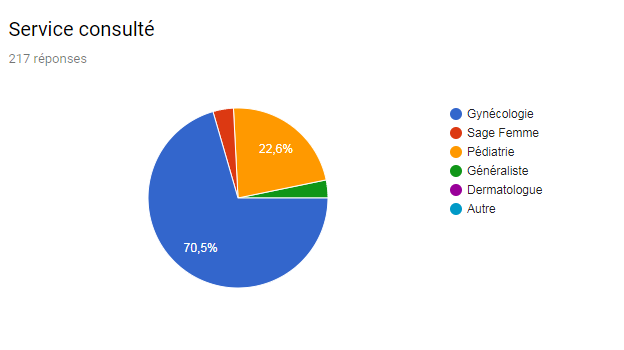 Service consulté
217 réponses
Gynécologie
Sage Femme
Pédiatrie
Généraliste
Dermatologue
Autre
22,6%
70,5%